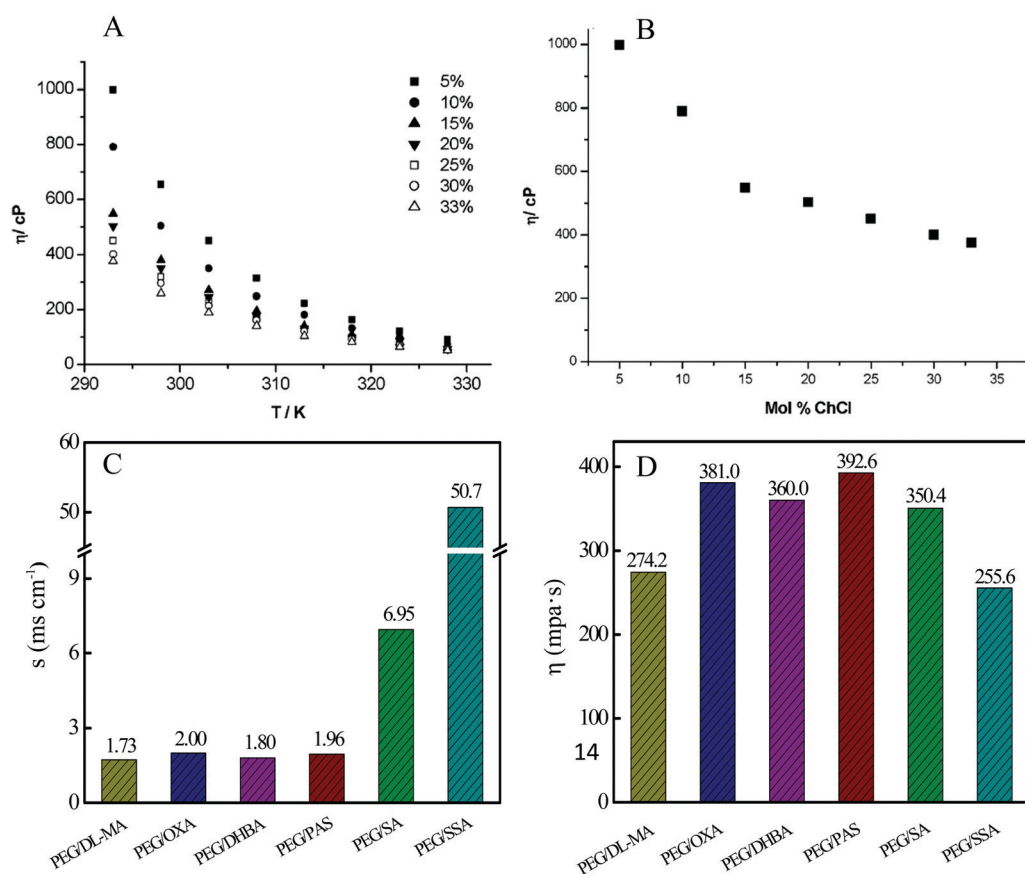 A
1000
800
600
400
200
0
η/ cP
290
300
310
320
330
T / K
5%
10%
15%
20%
25%
30%
33%
B
1000
800
600
400
200
0
η/ cP
5
10
15
20
25
30
35
Mol % ChCl
C
60
50
9
6
3
0
s (ms cm⁻¹)
1.73
2.00
1.80
1.96
6.95
50.7
PEG/DL-MA
PEG/OXA
PEG/DHBA
PEG/PAS
PEG/SA
PEG/SSA
D
400
300
200
100
0
14
η (mpa·s)
274.2
381.0
360.0
392.6
350.4
255.6
PEG/DL-MA
PEG/OXA
PEG/DHBA
PEG/PAS
PEG/SA
PEG/SSA